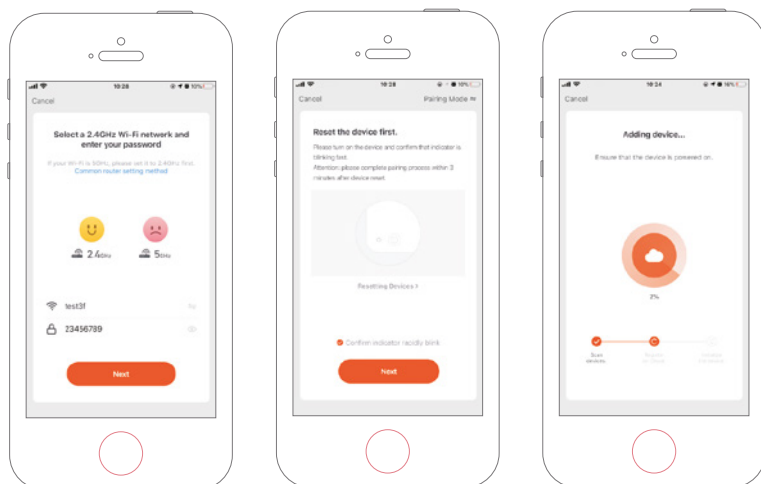 10:28
10%
Cancel
Select a 2.4GHz Wi-Fi network and
enter your password
If your Wi-Fi is 5GHz, please set it to 2.4GHz first.
Common router setting method
2.4GHz
5GHz
test3f
23456789
Next
10:28
10%
Cancel
Pairing Mode
Reset the device first.
Please turn on the device and confirm that indicator is
blinking fast.
Attention: please complete pairing process within 3
minutes after device reset.
Resetting Devices >
Confirm indicator rapidly blink
Next
10:24
Cancel
Adding device...
Ensure that the device is powered on.
2%
Scan
devices